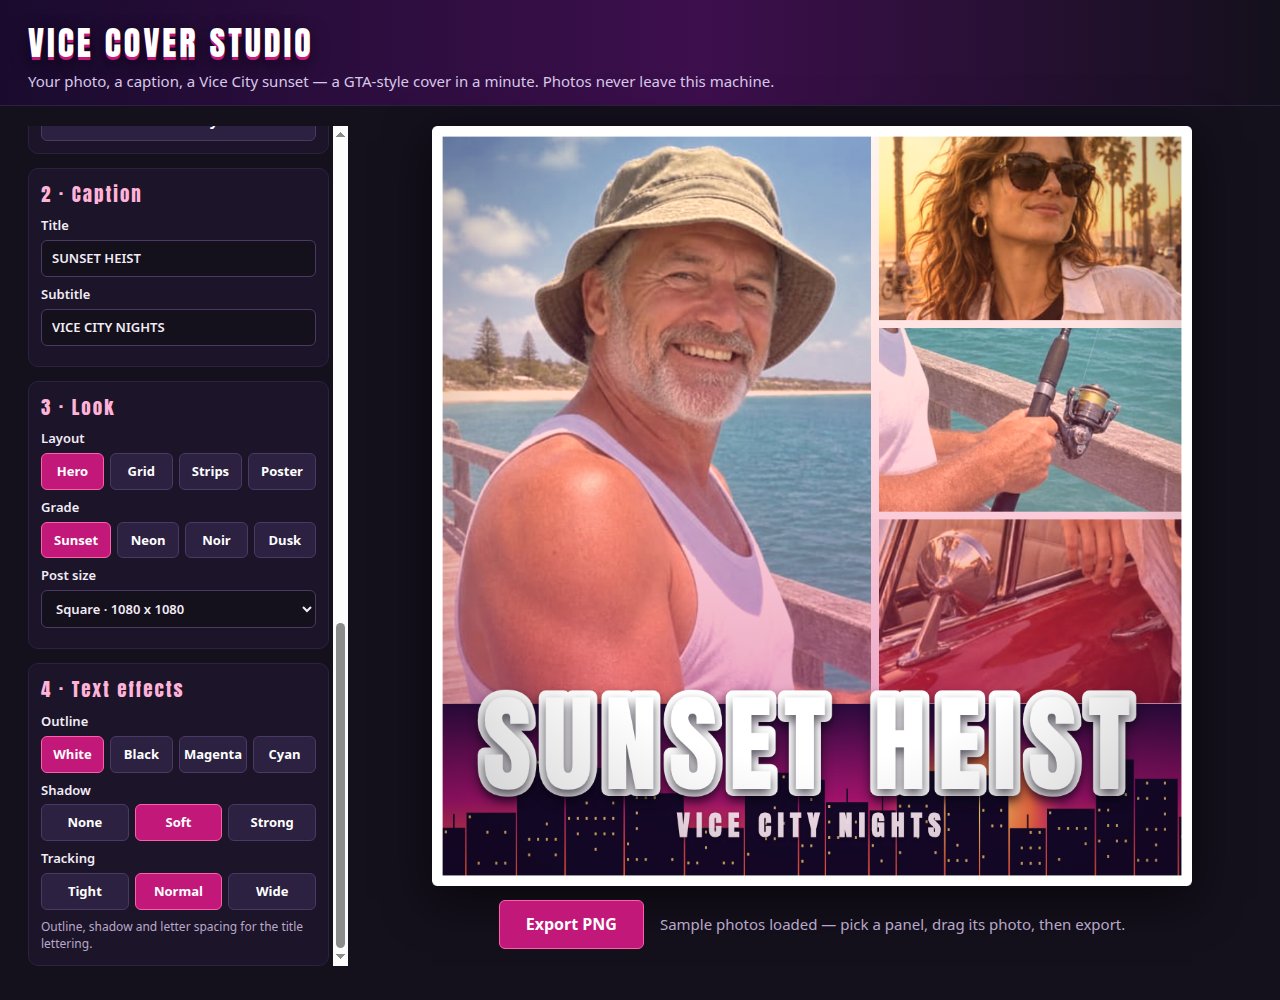 VICE COVER STUDIO
Your photo, a caption, a Vice City sunset — a GTA-style cover in a minute. Photos never leave this machine.
2 · Caption
Title
SUNSET HEIST
Subtitle
VICE CITY NIGHTS
3 · Look
Layout
Hero Grid Strips Poster
Grade
Sunset Neon Noir Dusk
Post size
Square · 1080 x 1080
4 · Text effects
Outline
White Black Magenta Cyan
Shadow
None Soft Strong
Tracking
Tight Normal Wide
Outline, shadow and letter spacing for the title
lettering.
SUNSET HEIST
VICE CITY NIGHTS
Export PNG
Sample photos loaded — pick a panel, drag its photo, then export.